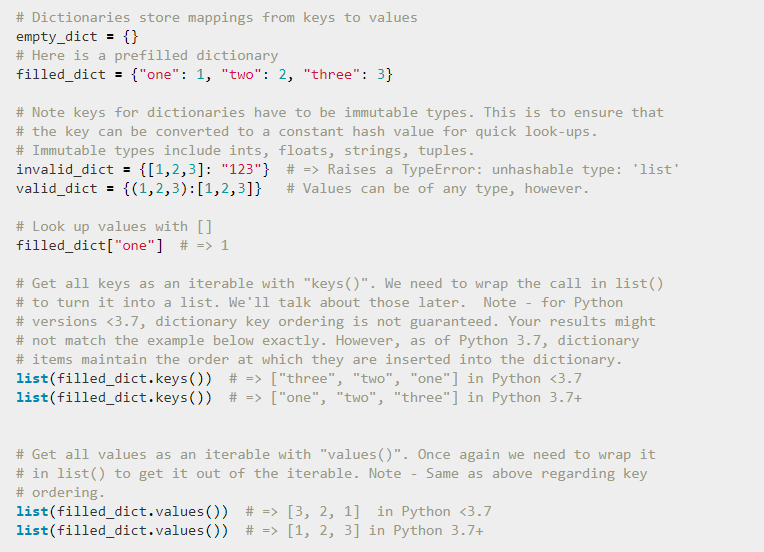 # Dictionaries store mappings from keys to values
empty_dict = {}
# Here is a prefilled dictionary
filled_dict = {"one": 1, "two": 2, "three": 3}
# Note keys for dictionaries have to be immutable types. This is to ensure that
# the key can be converted to a constant hash value for quick look-ups.
# Immutable types include ints, floats, strings, tuples.
invalid_dict = {[1,2,3]: "123"}  # => Raises a TypeError: unhashable type: 'list'
valid_dict = {(1,2,3):[1,2,3]}   # Values can be of any type, however.
# Look up values with []
filled_dict["one"]  # => 1
# Get all keys as an iterable with "keys()". We need to wrap the call in list()
# to turn it into a list. We'll talk about those later.  Note - for Python
# versions <3.7, dictionary key ordering is not guaranteed. Your results might
# not match the example below exactly. However, as of Python 3.7, dictionary
# items maintain the order at which they are inserted into the dictionary.
list(filled_dict.keys())  # => ["three", "two", "one"] in Python <3.7
list(filled_dict.keys())  # => ["one", "two", "three"] in Python 3.7+
# Get all values as an iterable with "values()". Once again we need to wrap it
# in list() to get it out of the iterable. Note - Same as above regarding key
# ordering.
list(filled_dict.values())  # => [3, 2, 1]  in Python <3.7
list(filled_dict.values())  # => [1, 2, 3] in Python 3.7+